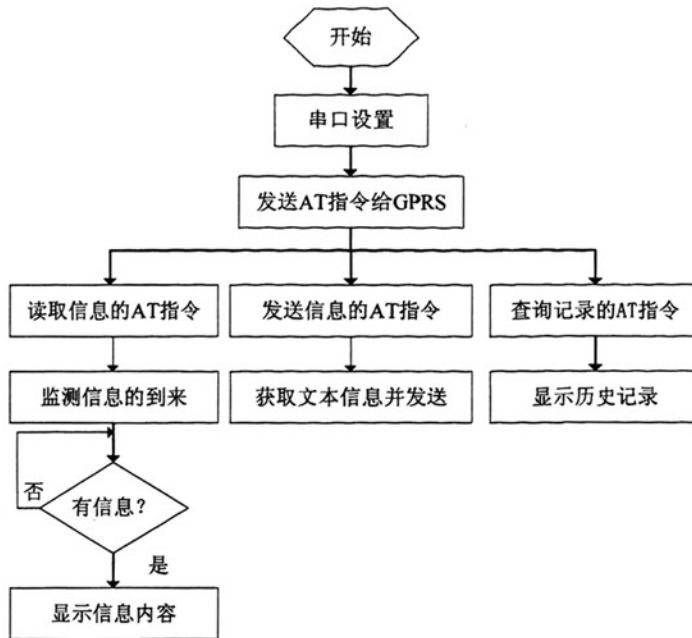 开始
串口设置
发送AT指令给GPRS
读取信息的AT指令
发送信息的AT指令
查询记录的AT指令
监测信息的到来
获取文本信息并发送
显示历史记录
否
有信息?
是
显示信息内容